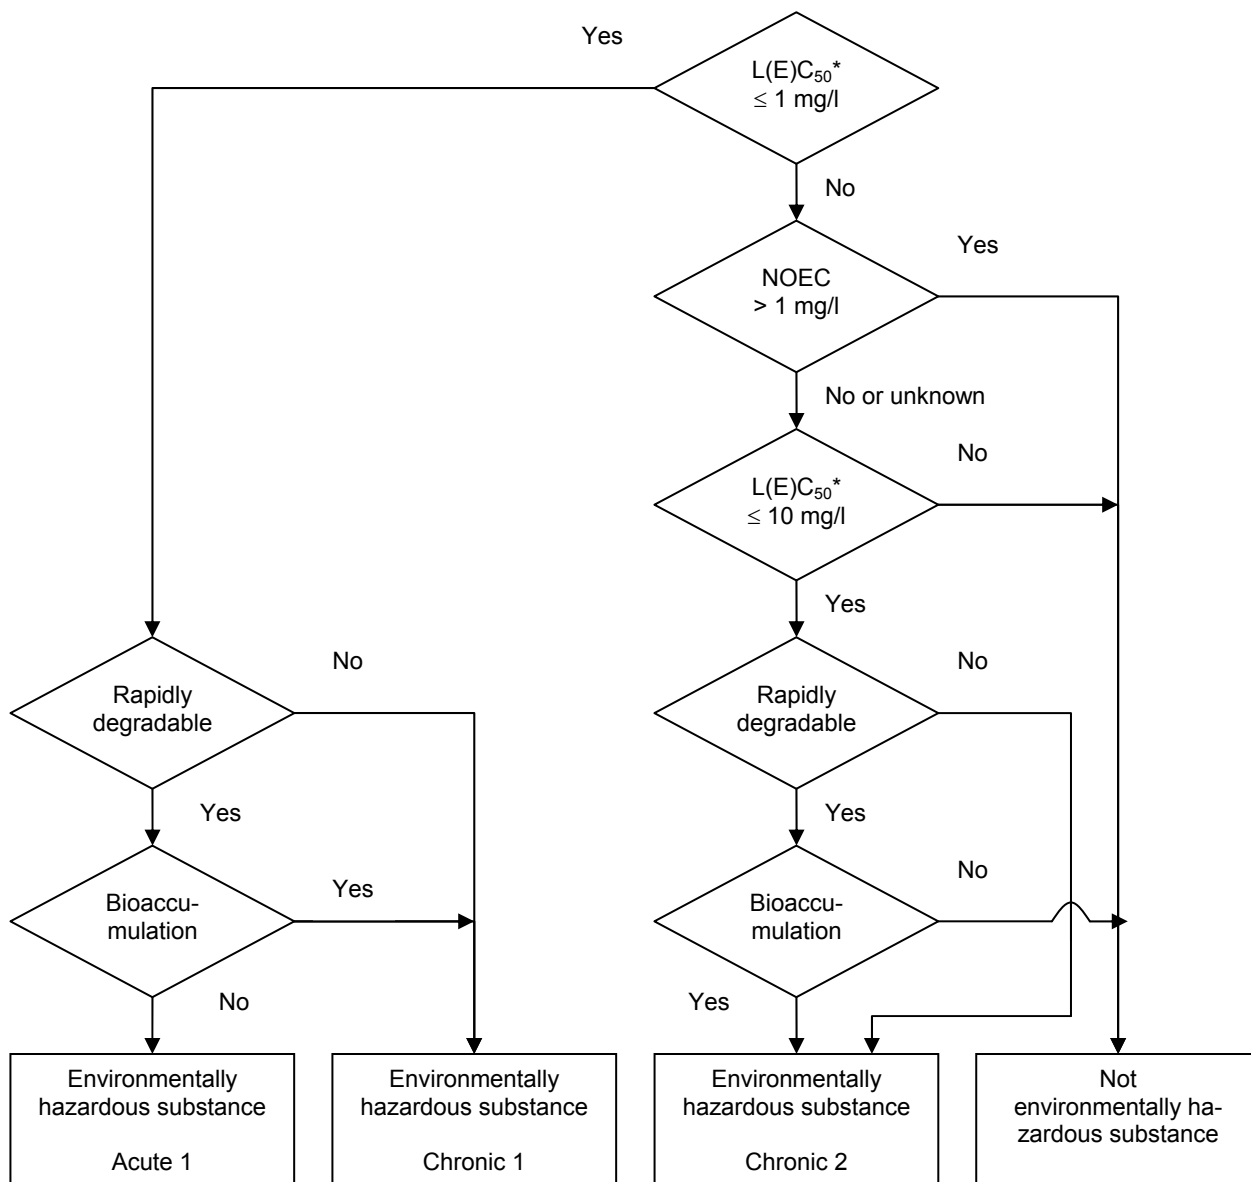 Yes
L(E)C50*
≤ 1 mg/l
No
Yes
NOEC
> 1 mg/l
No or unknown
No
L(E)C50*
≤ 10 mg/l
Yes
No
No
Rapidly
degradable
Rapidly
degradable
Yes
Yes
Yes
No
Bioaccu-
mulation
Bioaccu-
mulation
No
Yes
Environmentally
hazardous substance
Acute 1
Environmentally
hazardous substance
Chronic 1
Environmentally
hazardous substance
Chronic 2
Not
environmentally ha-
zardous substance